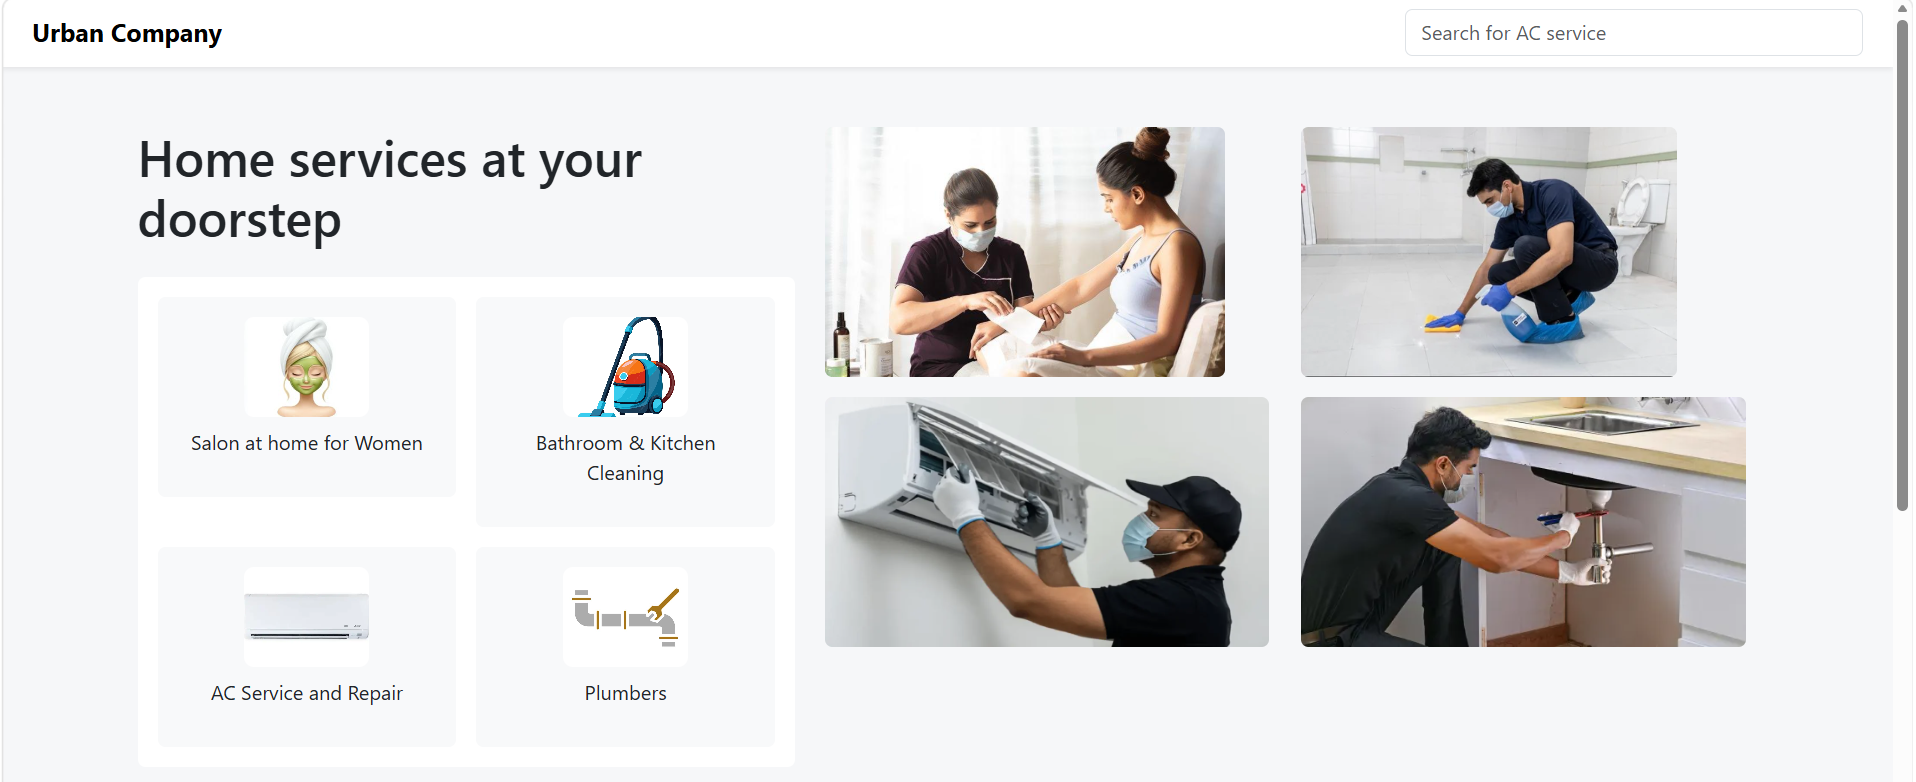 Urban Company
Search for AC service
Home services at your
doorstep
Salon at home for Women
Bathroom & Kitchen
Cleaning
AC Service and Repair
Plumbers